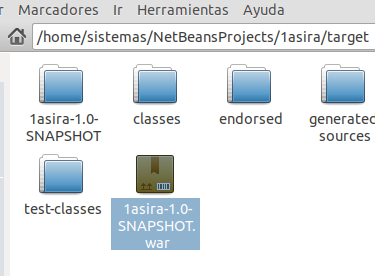 Marcadores Ir Herramientas Ayuda
/home/sistemas/NetBeansProjects/1asira/target
1asira-1.0-
SNAPSHOT
classes
endorsed
generated
sources
test-classes
1asira-1.0-
SNAPSHOT.
war